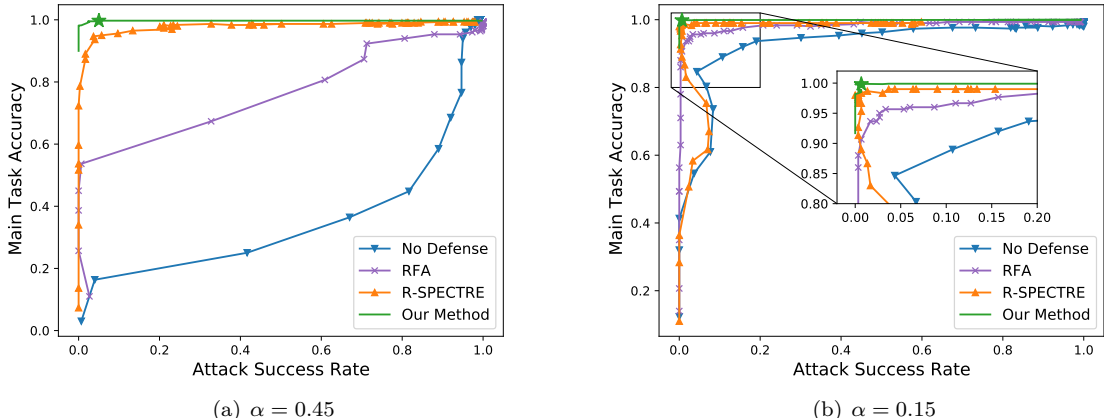 Main Task Accuracy
1.0
0.8
0.6
0.4
0.2
0.0
0.0 0.2 0.4 0.6 0.8 1.0
Attack Success Rate
No Defense
RFA
R-SPECTRE
Our Method
(a) α = 0.45
Main Task Accuracy
1.0
0.8
0.6
0.4
0.2
0.0 0.2 0.4 0.6 0.8 1.0
Attack Success Rate
1.00
0.95
0.90
0.85
0.80
0.00 0.05 0.10 0.15 0.20
No Defense
RFA
R-SPECTRE
Our Method
(b) α = 0.15